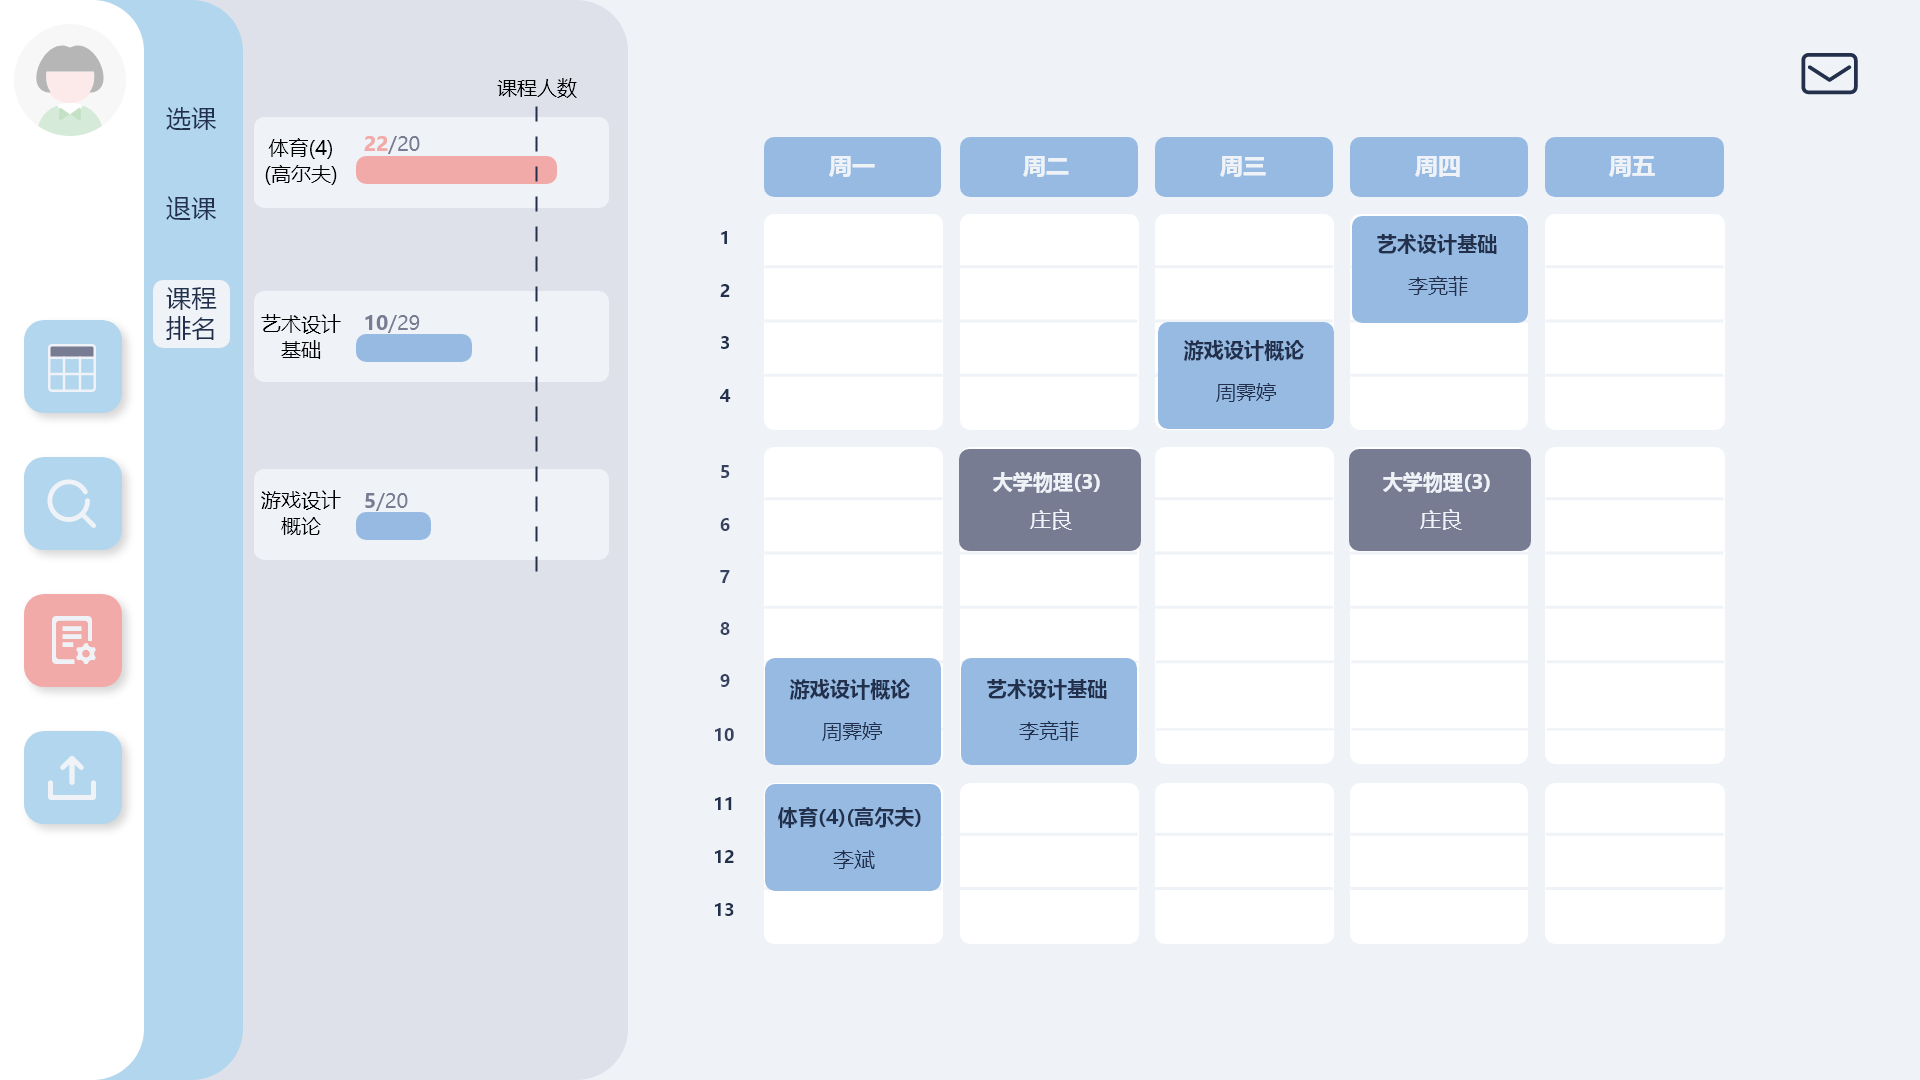 选课
退课
课程
排名
课程人数
体育(4)
(高尔夫)
22/20
艺术设计
基础
10/29
游戏设计
概论
5/20
周一
周二
周三
周四
周五
1
2
3
4
5
6
7
8
9
10
11
12
13
艺术设计基础
李竞菲
游戏设计概论
周霁婷
大学物理(3)
庄良
大学物理(3)
庄良
游戏设计概论
周霁婷
艺术设计基础
李竞菲
体育(4)(高尔夫)
李斌